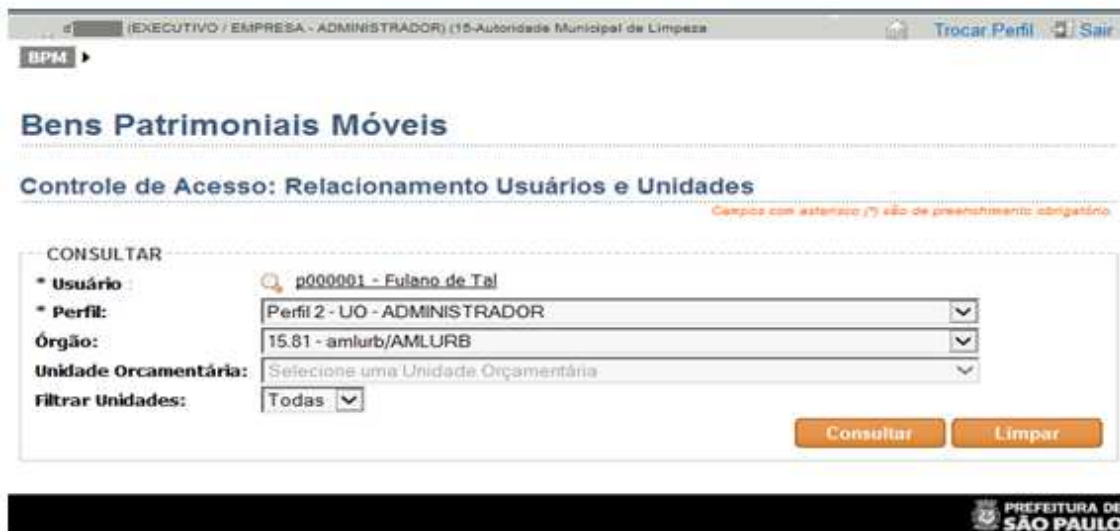 (EXECUTIVO / EMPRESA - ADMINISTRADOR) (15-Autoridade Municipal de Limpeza
Trocar Perfil Sair
BPM
Bens Patrimoniais Móveis
Controle de Acesso: Relacionamento Usuários e Unidades
Campos com asterisco (*) são de preenchimento obrigatório.
CONSULTAR
* Usuário : p000001 - Fulano de Tal
* Perfil: Perfil 2 - UO - ADMINISTRADOR
Órgão: 15.81 - amlurb/AMLURB
Unidade Orcamentária: Selecione uma Unidade Orçamentária
Filtrar Unidades: Todas
Consultar Limpar
PREFEITURA DE
SÃO PAULO